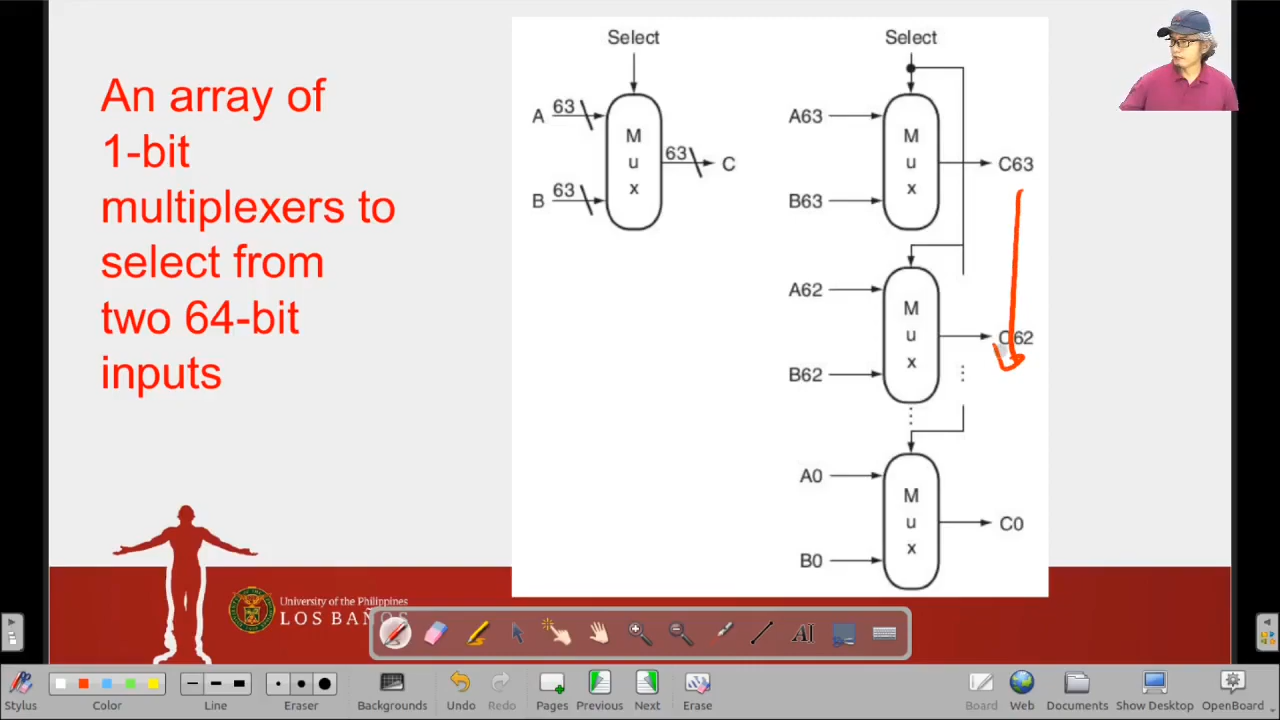 An array of
1-bit
multiplexers to
select from
two 64-bit
inputs
Select
A 63
B 63
M
u
x
63 C
Select
A63
B63
M
u
x
C63
A62
B62
M
u
x
C62
A0
B0
M
u
x
C0
University of the Philippines
LOS BAÑOS
Stylus
Color
Line
Eraser
Backgrounds
Undo
Redo
Pages
Previous
Next
Erase
Board
Web
Documents
Show Desktop
OpenBoard